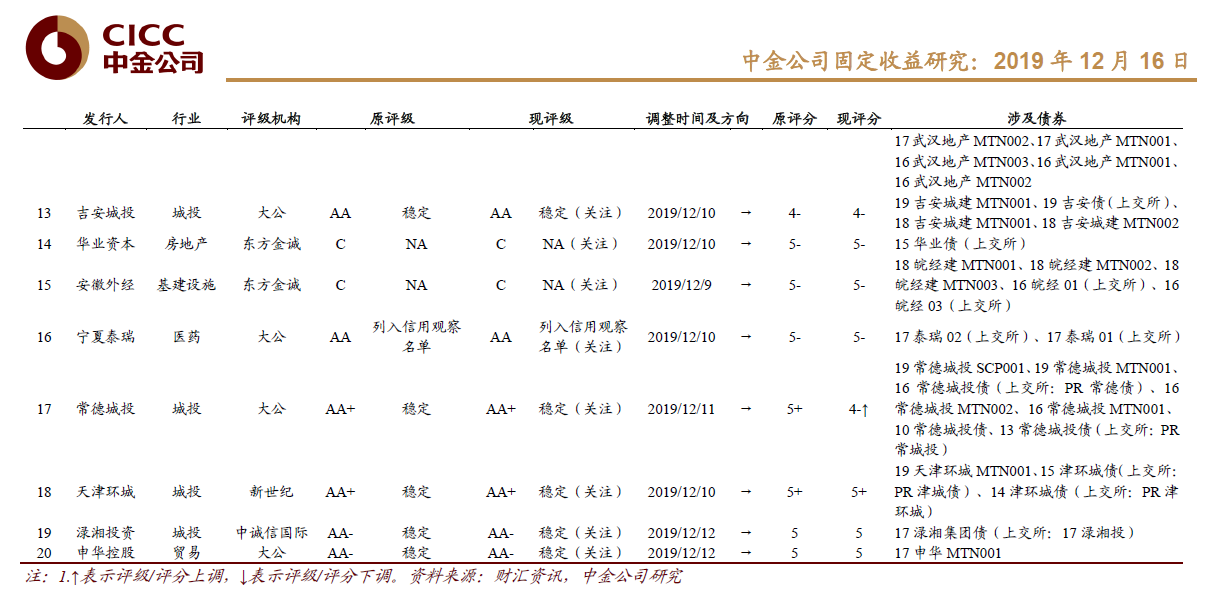 CICC
中金公司
中金公司固定收益研究：2019 年 12 月 16 日
发行人 行业 评级机构 原评级 现评级 调整时间及方向 原评分 现评分 涉及债券
17 武汉地产 MTN002、17 武汉地产 MTN001、
16 武汉地产 MTN003、16 武汉地产 MTN001、
16 武汉地产 MTN002
13 吉安城投 城投 大公 AA 稳定 AA 稳定（关注） 2019/12/10 → 4- 4- 19 吉安城建 MTN001、19 吉安债（上交所）、
18 吉安城建 MTN001、18 吉安城建 MTN002
14 华业资本 房地产 东方金诚 C NA C NA（关注） 2019/12/10 → 5- 5- 15 华业债（上交所）
15 安徽外经 基建设施 东方金诚 C NA C NA（关注） 2019/12/9 → 5- 5- 18 皖经建 MTN001、18 皖经建 MTN002、18
皖经建 MTN003、16 皖经 01（上交所）、16
皖经 03（上交所）
16 宁夏泰瑞 医药 大公 AA 列入信用观察
名单 AA 列入信用观察
名单（关注） 2019/12/10 → 5- 5- 17 泰瑞 02（上交所）、17 泰瑞 01（上交所）
17 常德城投 城投 大公 AA+ 稳定 AA+ 稳定（关注） 2019/12/11 → 5+ 4-↑ 19 常德城投 SCP001、19 常德城投 MTN001、
16 常德城投债（上交所：PR 常德债）、16
常德城投 MTN002、16 常德城投 MTN001、
10 常德城投债、13 常德城投债（上交所：PR
常城投）
18 天津环城 城投 新世纪 AA+ 稳定 AA+ 稳定（关注） 2019/12/10 → 5+ 5+ 19 天津环城 MTN001、15 津环城债（上交所：
PR 津城债）、14 津环城债（上交所：PR 津
环城）
19 渌湘投资 城投 中诚信国际 AA- 稳定 AA- 稳定（关注） 2019/12/12 → 5 5 17 渌湘集团债（上交所：17 渌湘投）
20 申华控股 贸易 大公 AA- 稳定 AA- 稳定（关注） 2019/12/12 → 5 5 17 申华 MTN001
注：1.↑表示评级/评分上调，↓表示评级/评分下调。资料来源：财汇资讯，中金公司研究